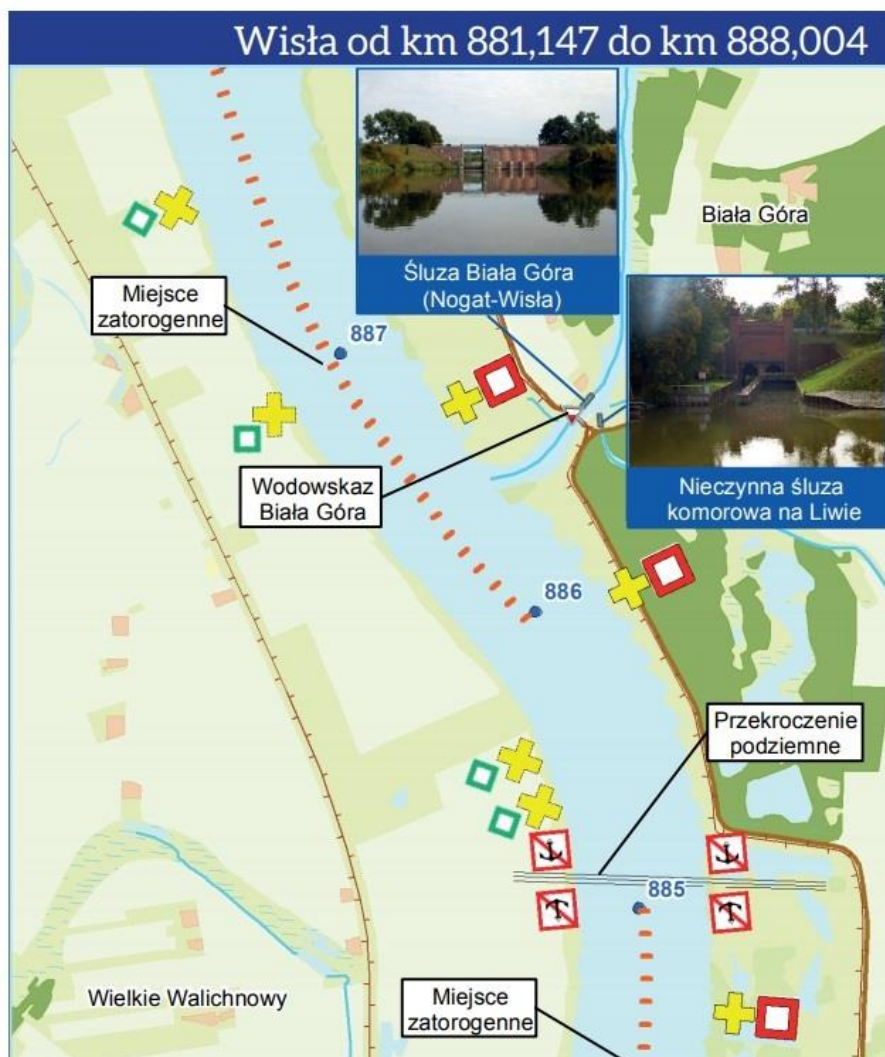 Wisła od km 881,147 do km 888,004
Biała Góra
Śluza Biała Góra
(Nogat-Wisła)
Miejsce
zatorogenne
887
Wodowskaz
Biała Góra
Nieczynna śluza
komorowa na Liwie
886
Przekroczenie
podziemne
885
Wielkie Walichnowy
Miejsce
zatorogenne